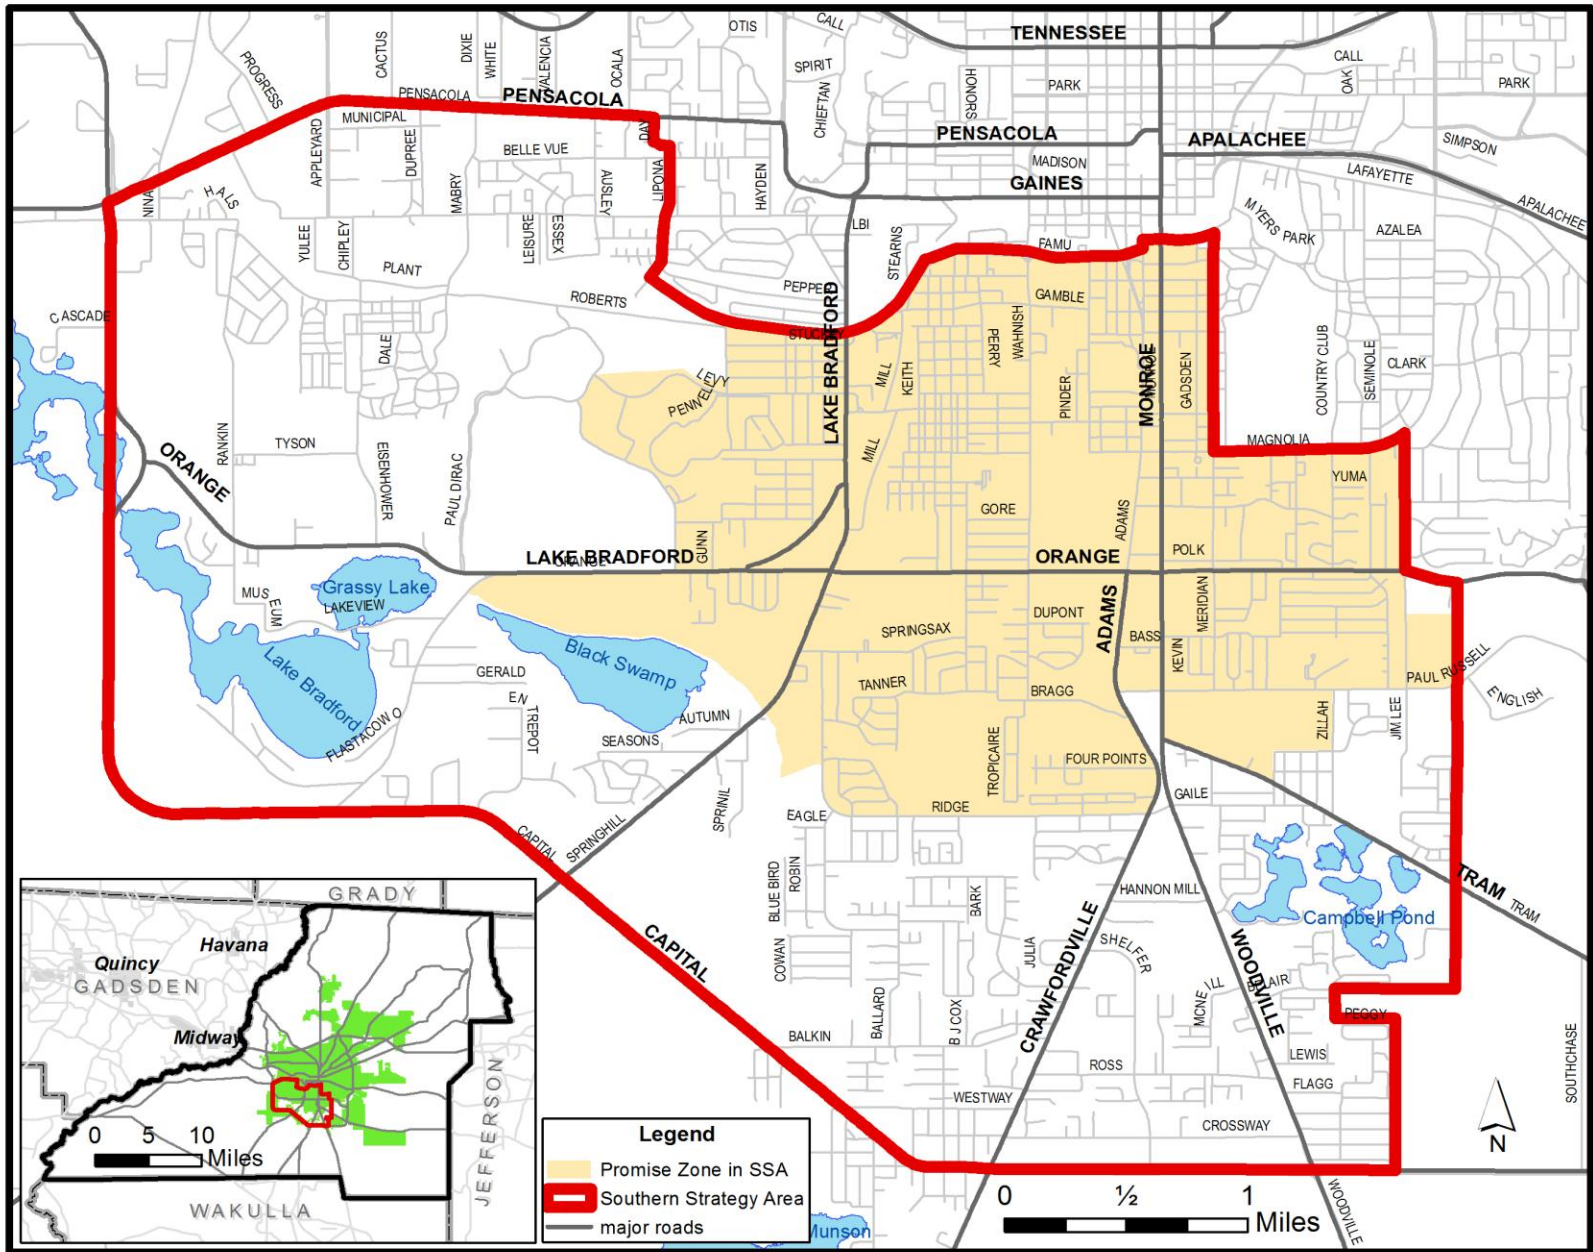 TENNESSEE
OTIS
CALL
SPIRIT
CHIEFTAN
HONORS
PARK
CALL
OAK
PARK
CACTUS
DIXIE
WHITE
VALENCIA
OCALA
PROGRESS
PENSACOLA
PENSACOLA
MUNICIPAL
DAY
APPLEYARD
DUPREE
BELLE VUE
MABRY
AUSLEY
LIPONA
HAYDEN
PENSACOLA
MADISON
GAINES
APALACHEE
SIMPSON
LAFAYETTE
APALACHEE
MYERS PARK
AZALEA
NINA
HALS
YULEE
CHIPLEY
LEISURE
ESSEX
PLANT
ROBERTS
LBI
STEARNS
FAMU
PEPPER
GAMBLE
STUCKEY
LAKE BRADFORD
CASCADE
DALE
LEVY
PENNELL
MILL
KEITH
PERRY
WAHNISH
PINDER
MONROE
GADSDEN
COUNTRY CLUB
SEMINOLE
CLARK
MAGNOLIA
YUMA
ORANGE
RANKIN
TYSON
EISENHOWER
PAUL DIRAC
MILL
GORE
ADAMS
POLK
GUNN
LAKE BRADFORD
ORANGE
ORANGE
Grassy Lake
LAKEVIEW
MUSEUM
Lake Bradford
FLASTACOWO
GERALD
Black Swamp
ENTREPOT
AUTUMN
SEASONS
SPRINGSAX
DUPONT
ADAMS
BASS
MERIDIAN
KEVIN
TANNER
BRAGG
PAUL RUSSELL
ENGLISH
ZILLAH
JIM LEE
TROPICAIRE
FOUR POINTS
GAILE
RIDGE
EAGLE
SPRINIL
CAPITAL
SPRINGHILL
BLUE BIRD
ROBIN
BARK
HANNON MILL
TRAM
TRAM
Campbell Pond
CAPITAL
COWAN
JULIA
SHELFER
CRAWFORDVILLE
WOODVILLE
BALLARD
B J COX
MCNEILL
BLAIR
PEGGY
BALKIN
ROSS
LEWIS
FLAGG
SOUTHCHASE
WESTWAY
CROSSWAY
WOODVILLE
Munson
N
0 ½ 1
Miles
GRADY
Havana
Quincy
GADSDEN
Midway
JEFFERSON
0 5 10
Miles
WAKULLA
Legend
Promise Zone in SSA
Southern Strategy Area
major roads